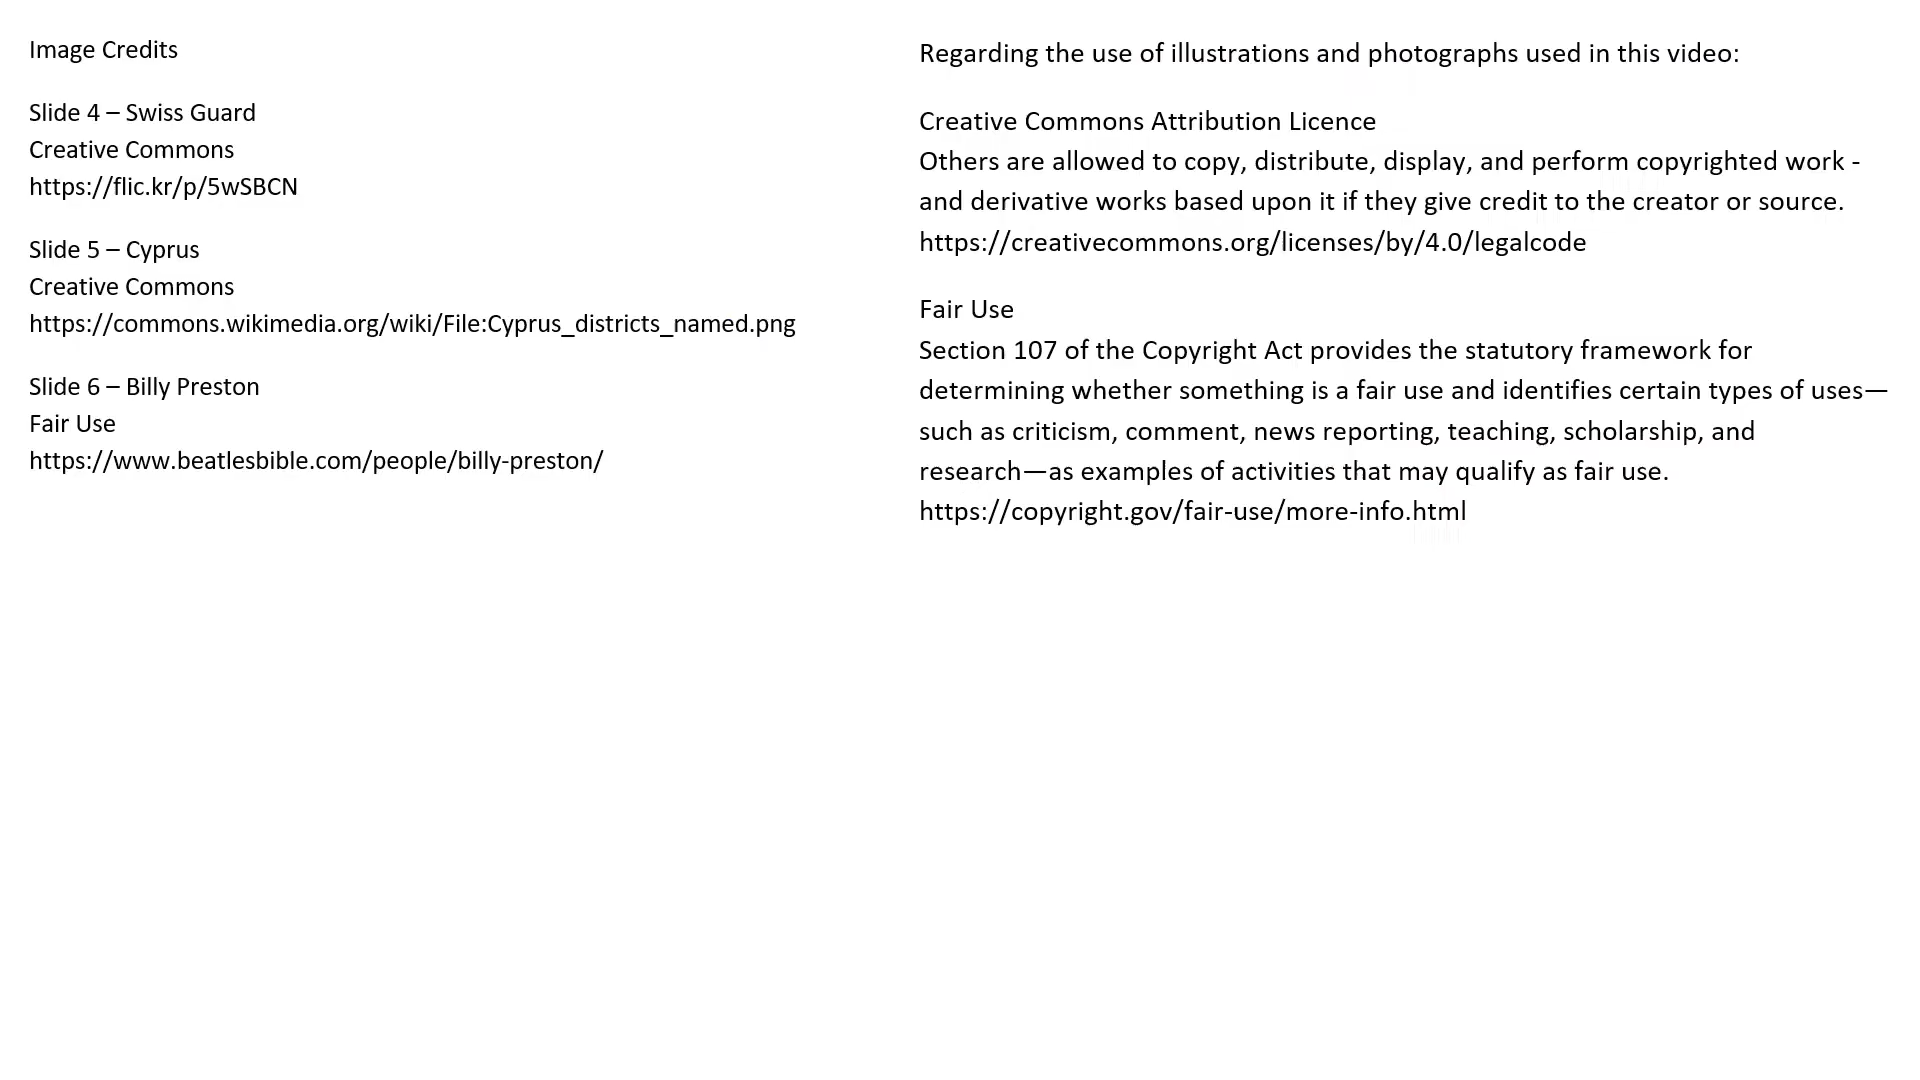 Image Credits
Slide 4 – Swiss Guard
Creative Commons
https://flic.kr/p/5wSBCN
Slide 5 – Cyprus
Creative Commons
https://commons.wikimedia.org/wiki/File:Cyprus_districts_named.png
Slide 6 – Billy Preston
Fair Use
https://www.beatlesbible.com/people/billy-preston/
Regarding the use of illustrations and photographs used in this video:
Creative Commons Attribution Licence
Others are allowed to copy, distribute, display, and perform copyrighted work -
and derivative works based upon it if they give credit to the creator or source.
https://creativecommons.org/licenses/by/4.0/legalcode
Fair Use
Section 107 of the Copyright Act provides the statutory framework for
determining whether something is a fair use and identifies certain types of uses—
such as criticism, comment, news reporting, teaching, scholarship, and
research—as examples of activities that may qualify as fair use.
https://copyright.gov/fair-use/more-info.html